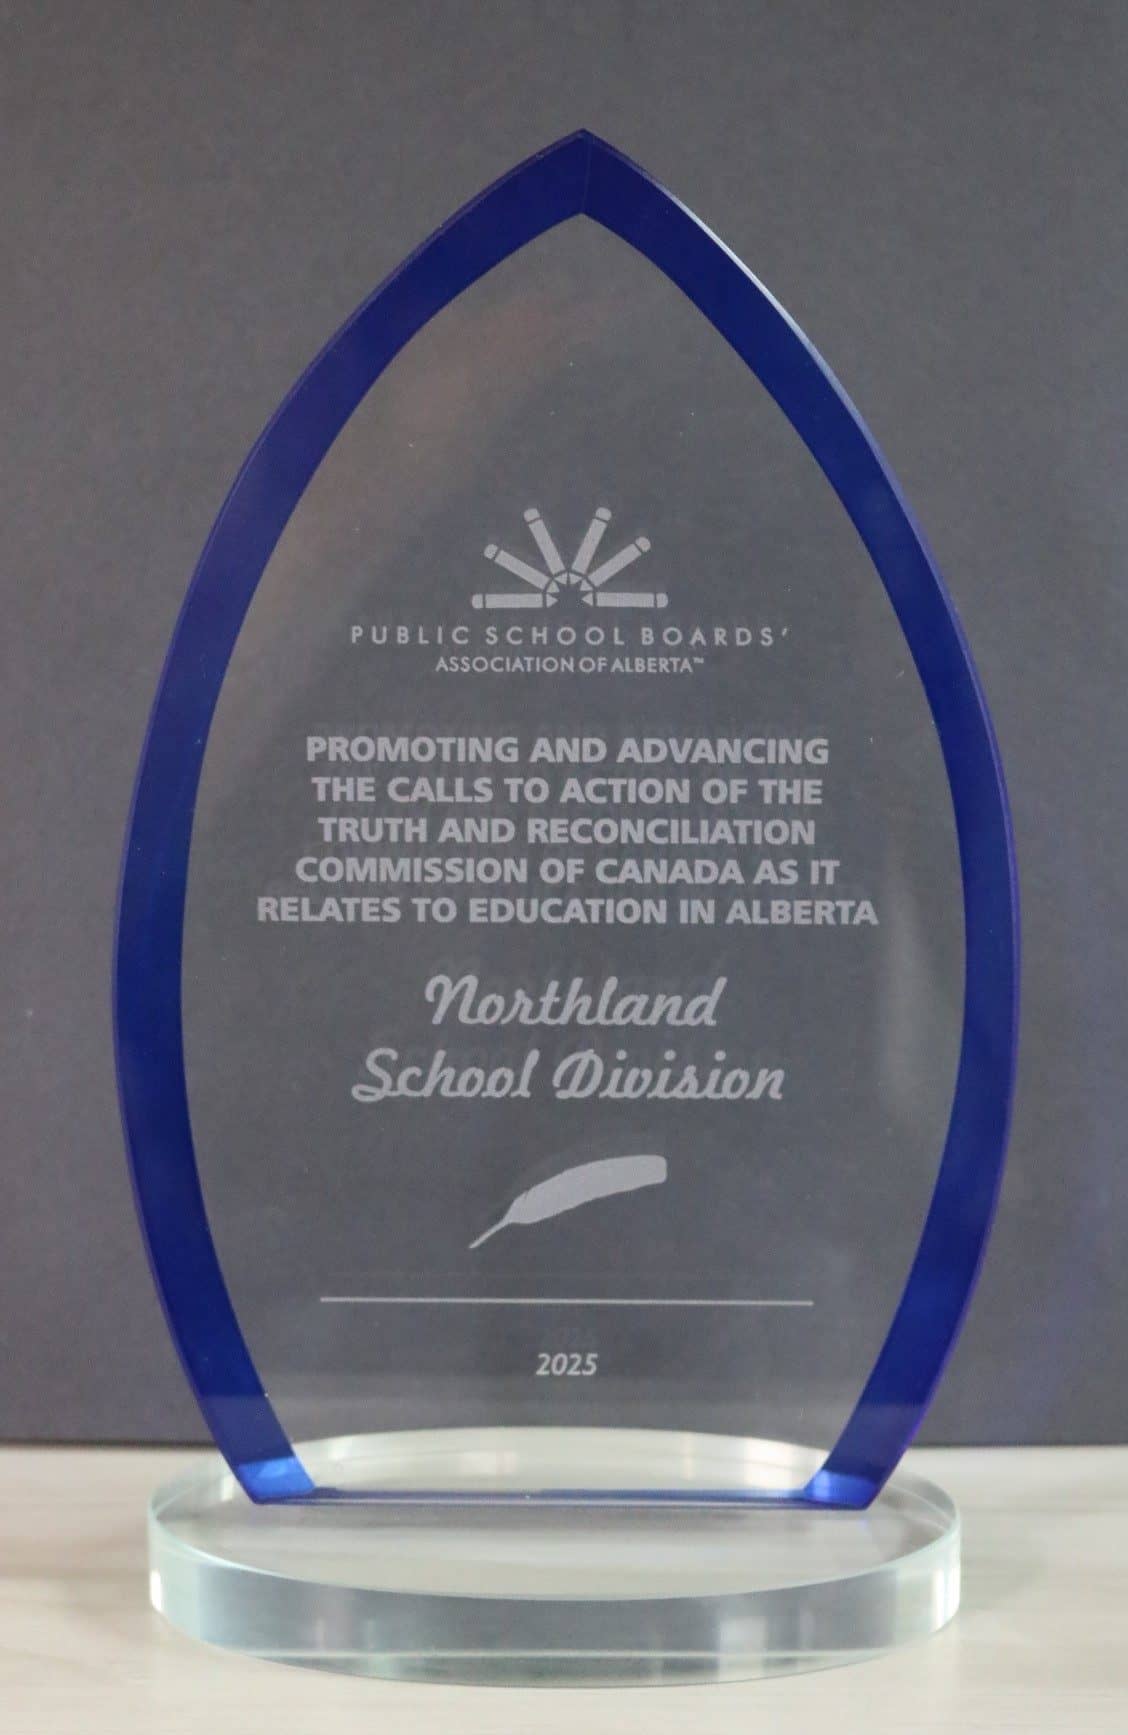 PUBLIC SCHOOL BOARDS'
ASSOCIATION OF ALBERTA™
PROMOTING AND ADVANCING
THE CALLS TO ACTION OF THE
TRUTH AND RECONCILIATION
COMMISSION OF CANADA AS IT
RELATES TO EDUCATION IN ALBERTA
Northland
School Division
2025